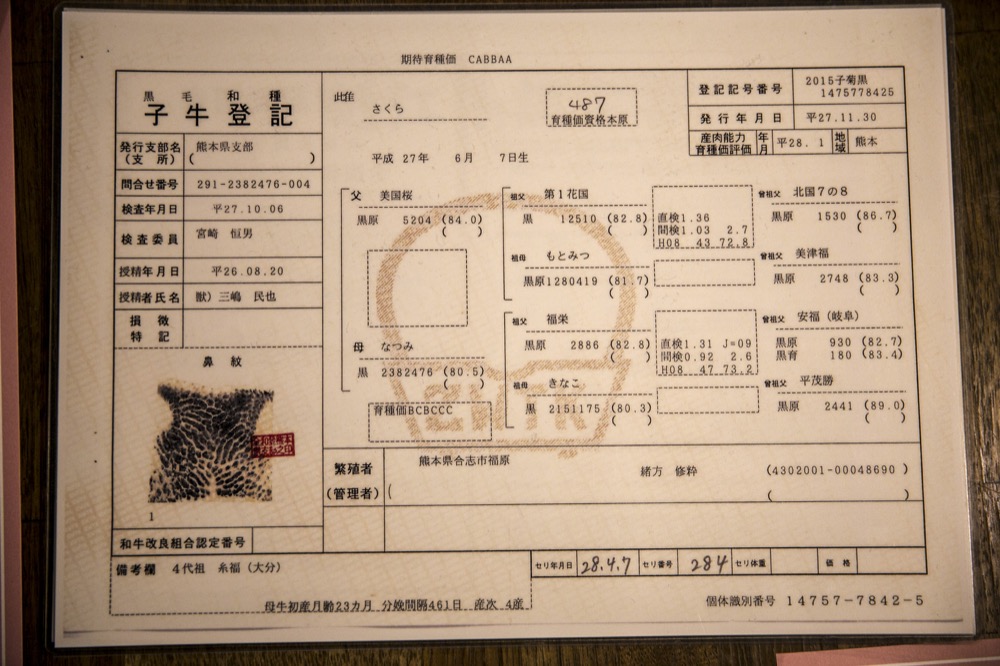 期待育種価 CABBAA
黒毛和種
子牛登記
発行支部名
(支 所)
熊本県支部
( )
問合せ番号 291-2382476-004
検査年月日 平27.10.06
検査委員 宮崎 恒男
授精年月日 平26.08.20
授精者氏名 獣)三嶋 民也
損徴
特記
鼻紋
1
和牛改良組合認定番号
此隹 さくら
487
育種価資格本原
平成 27年 6月 7日生
登記記号番号 2015子菊黒
1475778425
発行年月日 平27.11.30
産肉能力
育種価評価
年
月
平28.1
地
域
熊本
父 美国桜
黒原 5204 (84.0)
( )
母 なつみ
黒 2382476 (80.5)
( )
育種価BCBCCC
祖父 第1花国
黒 12510 (82.8)
( )
直検1.36
間検1.03 2.7
H08 43 72.8
祖母 もとみつ
黒原1280419 (81.7)
( )
祖父 福栄
黒原 2886 (82.8)
( )
直検1.31 J=09
間検0.92 2.6
H08 47 73.2
祖母 きなこ
黒 2151175 (80.3)
( )
曾祖父 北国7の8
黒原 1530 (86.7)
( )
曾祖父 美津福
黒原 2748 (83.3)
( )
曾祖父 安福(岐阜)
黒原 930 (82.7)
黒育 180 (83.4)
曾祖父 平茂勝
黒原 2441 (89.0)
( )
繁殖者
(管理者)
熊本県合志市福原
緒方 修粋 (4302001-00048690 )
( )
備考欄 4代祖 糸福(大分)
母牛初産月齢23カ月 分娩間隔461日 産次 4産
セリ年月日 28.4.7 セリ番号 284 セリ体重 価格
個体識別番号 14757-7842-5